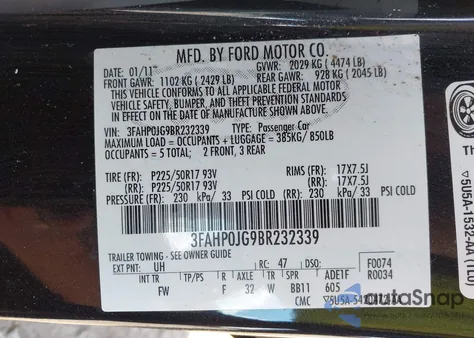 MFD. BY FORD MOTOR CO.
DATE: 01/11 GVWR: 2029 KG ( 4474 LB)
FRONT GAWR: 1102 KG ( 2429 LB) REAR GAWR: 928 KG ( 2045 LB)
THIS VEHICLE CONFORMS TO ALL APPLICABLE FEDERAL MOTOR
VEHICLE SAFETY, BUMPER, AND THEFT PREVENTION STANDARDS
IN EFFECT ON THE DATE OF MANUFACTURE SHOWN ABOVE.
VIN: 3FAHP0JG9BR232339 TYPE: Passenger Car
MAXIMUM LOAD = OCCUPANTS + LUGGAGE = 385KG / 850LB
OCCUPANTS = 5 TOTAL; 2 FRONT, 3 REAR
TIRE (FR): P225/50R17 93V RIMS (FR): 17X7.5J
(R): P225/50R17 93V (R): 17X7.5J
PRESSURE (FR): 230 kPa/ 33 PSI COLD (R): 230 kPa/ 33 PSI COLD
3FAHP0JG9BR232339
TRAILER TOWING - SEE OWNER GUIDE
EXT PNT: UH RC: 47 DSO: F0074
INT TR TP/PS R AXLE TR SPR ADE1F R0034
FW F 32 W BB11 605
CMC
autoSnap
Th
5U5A-1532-AA (TD)